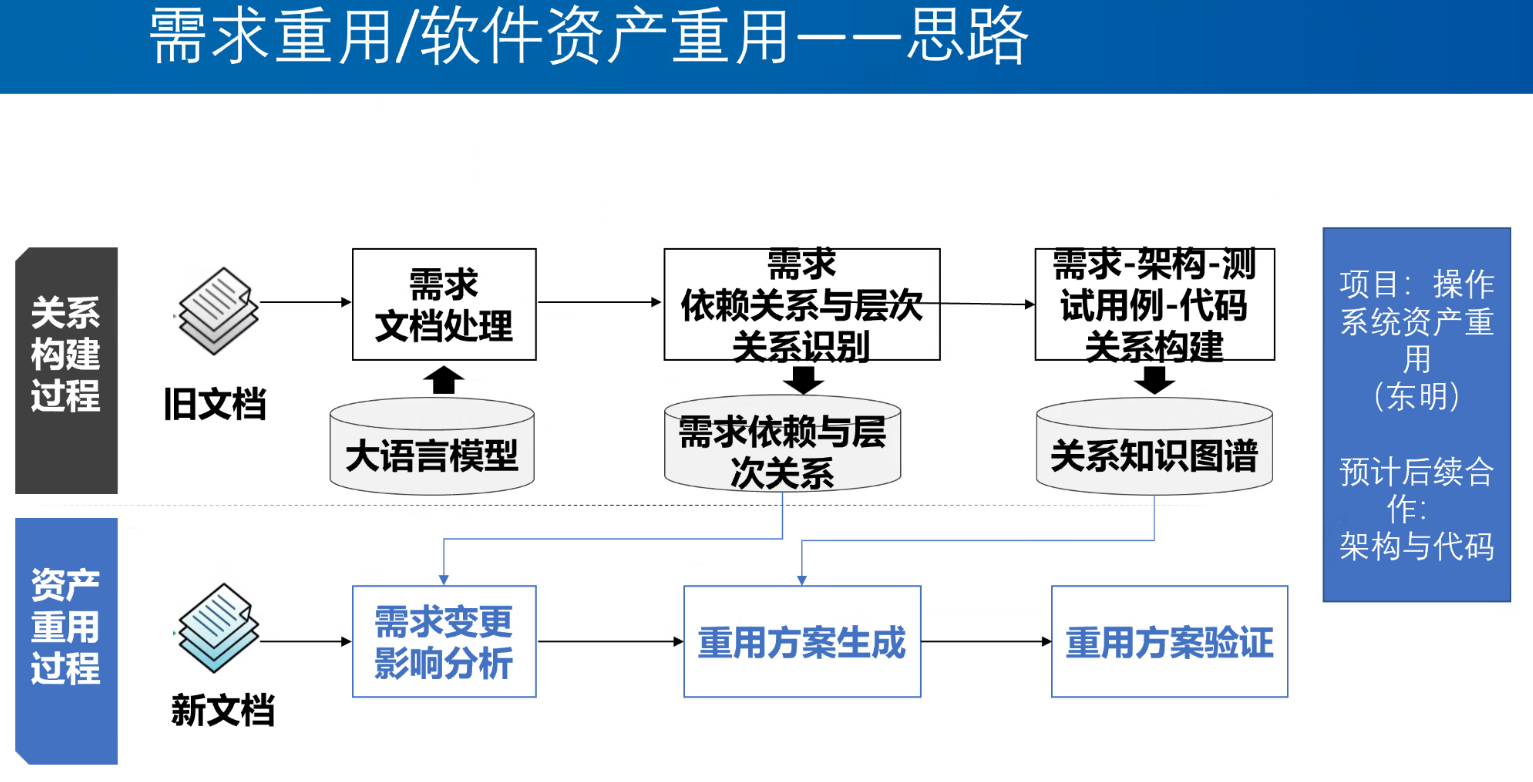 需求重用/软件资产重用——思路
关系
构建
过程
旧文档
需求
文档处理
需求
依赖关系与层次
关系识别
需求-架构-测
试用例-代码
关系构建
大语言模型
需求依赖与层
次关系
关系知识图谱
项目：操作
系统资产重
用
（东明）
预计后续合
作：
架构与代码
资产
重用
过程
新文档
需求变更
影响分析
重用方案生成
重用方案验证